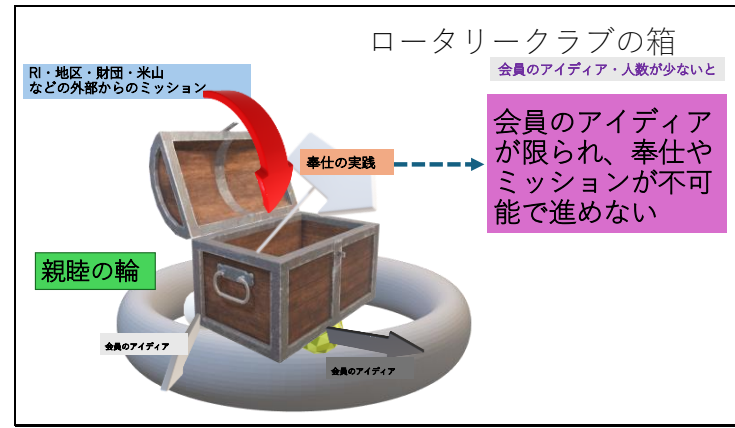 ロータリークラブの箱
会員のアイディア・人数が少ないと
RI・地区・財団・米山
などの外部からのミッション
会員のアイディア
が限られ、奉仕や
ミッションが不可
能で進めない
奉仕の実践
親睦の輪
会員のアイディア
会員のアイディア